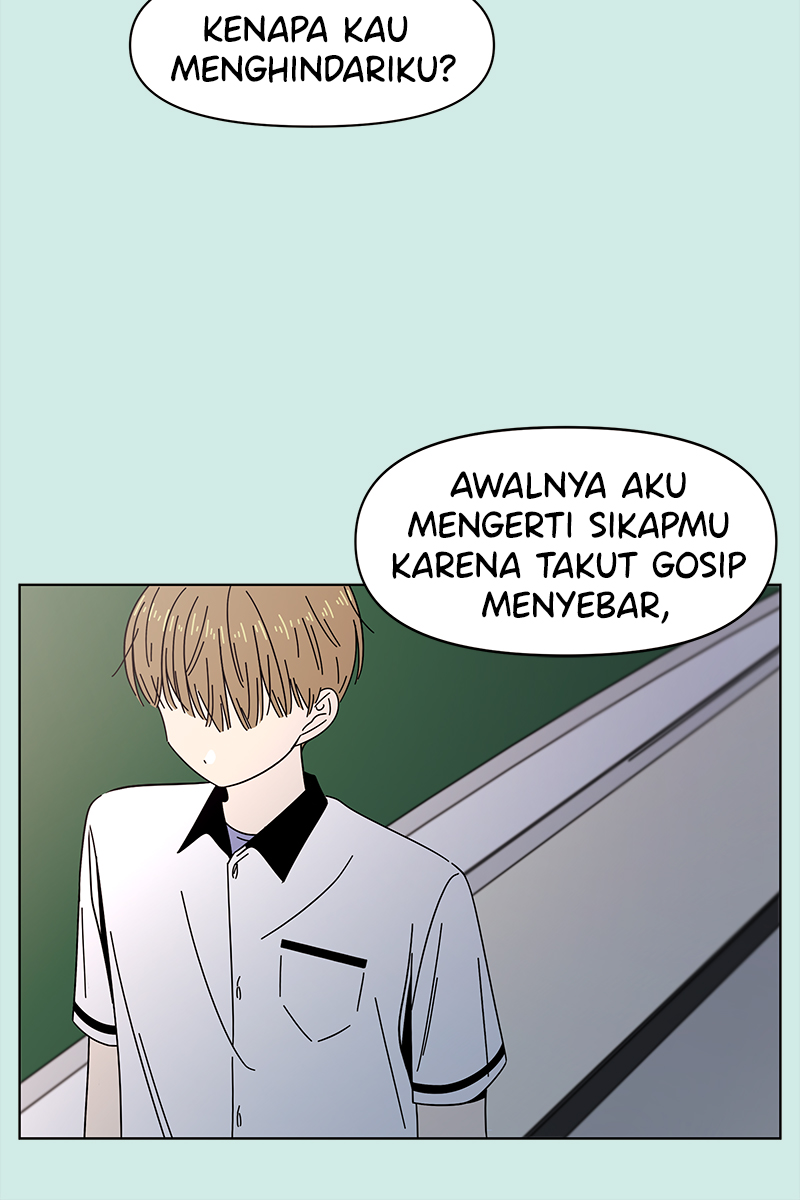 KENAPA KAU
MENGHINDARIKU?
AWALNYA AKU
MENGERTI SIKAPMU
KARENA TAKUT GOSIP
MENYEBAR,